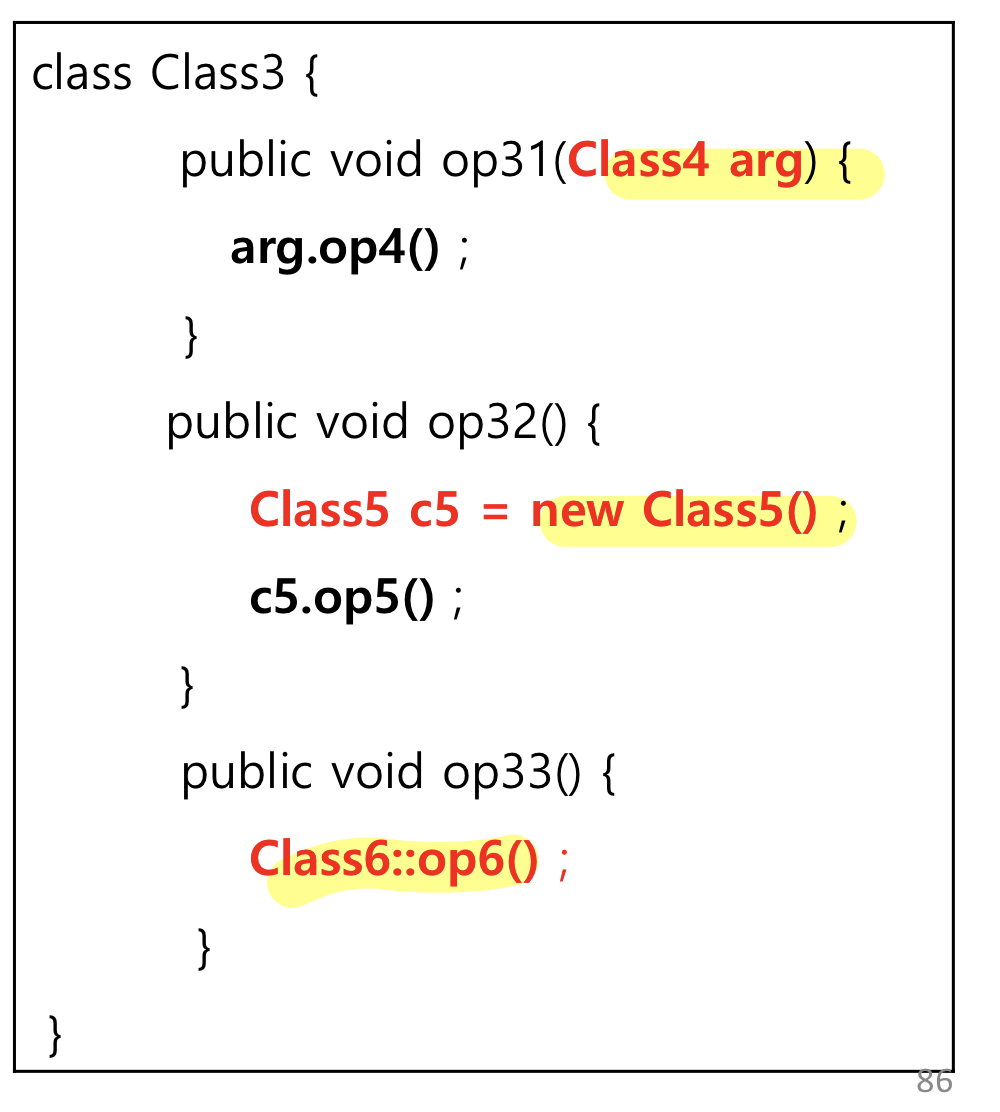 class Class3 {
public void op31(Class4 arg) {
arg.op4() ;
}
public void op32() {
Class5 c5 = new Class5() ;
c5.op5() ;
}
public void op33() {
Class6::op6() ;
}
}
86